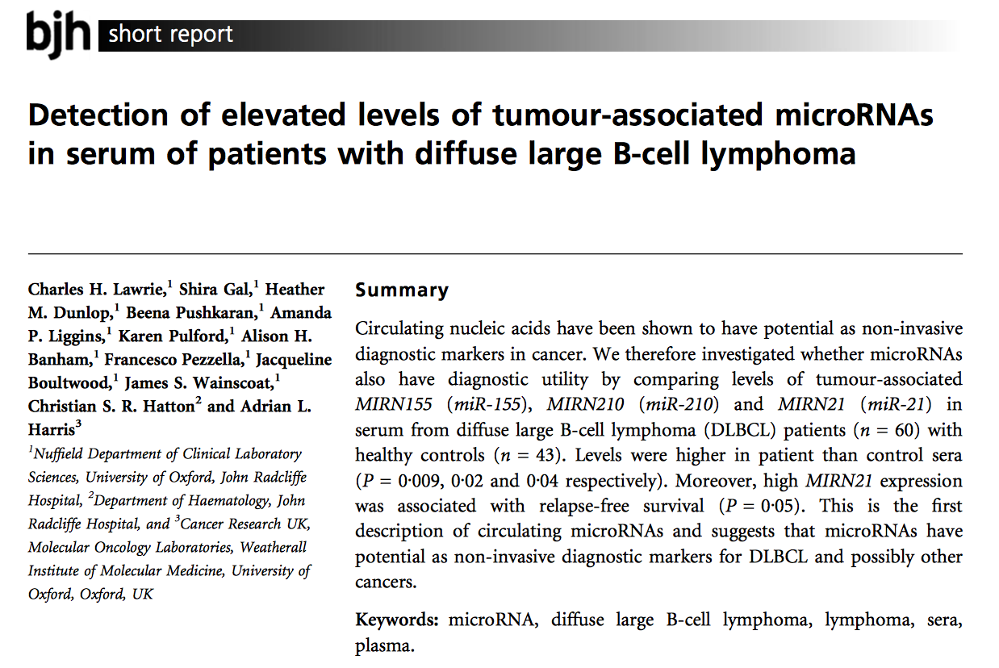 bjh short report
Detection of elevated levels of tumour-associated microRNAs
in serum of patients with diffuse large B-cell lymphoma
Charles H. Lawrie,1 Shira Gal,1 Heather
M. Dunlop,1 Beena Pushkaran,1 Amanda
P. Liggins,1 Karen Pulford,1 Alison H.
Banham,1 Francesco Pezzella,1 Jacqueline
Boultwood,1 James S. Wainscoat,1
Christian S. R. Hatton2 and Adrian L.
Harris3
1Nuffield Department of Clinical Laboratory
Sciences, University of Oxford, John Radcliffe
Hospital, 2Department of Haematology, John
Radcliffe Hospital, and 3Cancer Research UK,
Molecular Oncology Laboratories, Weatherall
Institute of Molecular Medicine, University of
Oxford, Oxford, UK
Summary
Circulating nucleic acids have been shown to have potential as non-invasive
diagnostic markers in cancer. We therefore investigated whether microRNAs
also have diagnostic utility by comparing levels of tumour-associated
MIRN155 (miR-155), MIRN210 (miR-210) and MIRN21 (miR-21) in
serum from diffuse large B-cell lymphoma (DLBCL) patients (n = 60) with
healthy controls (n = 43). Levels were higher in patient than control sera
(P = 0·009, 0·02 and 0·04 respectively). Moreover, high MIRN21 expression
was associated with relapse-free survival (P = 0·05). This is the first
description of circulating microRNAs and suggests that microRNAs have
potential as non-invasive diagnostic markers for DLBCL and possibly other
cancers.
Keywords: microRNA, diffuse large B-cell lymphoma, lymphoma, sera,
plasma.